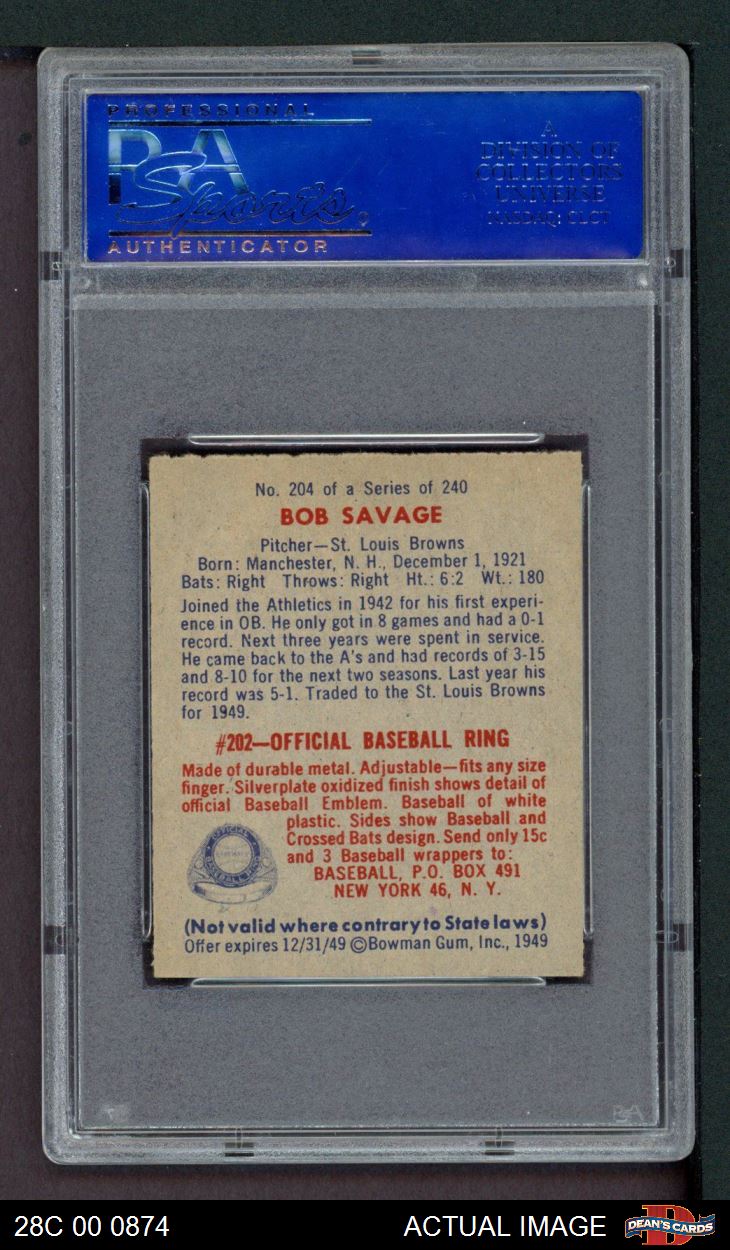 PROFESSIONAL
PSA
Sports
AUTHENTICATOR
A
DIVISION OF
COLLECTORS
UNIVERSE
NASDAQ: CLCT
No. 204 of a Series of 240
BOB SAVAGE
Pitcher—St. Louis Browns
Born: Manchester, N. H., December 1, 1921
Bats: Right Throws: Right Ht.: 6:2 Wt.: 180
Joined the Athletics in 1942 for his first experi-
ence in OB. He only got in 8 games and had a 0-1
record. Next three years were spent in service.
He came back to the A's and had records of 3-15
and 8-10 for the next two seasons. Last year his
record was 5-1. Traded to the St. Louis Browns
for 1949.
#202—OFFICIAL BASEBALL RING
Made of durable metal. Adjustable—fits any size
finger. Silverplate oxidized finish shows detail of
official Baseball Emblem. Baseball of white
plastic. Sides show Baseball and
Crossed Bats design. Send only 15c
and 3 Baseball wrappers to:
BASEBALL, P.O. BOX 491
NEW YORK 46, N. Y.
OFFICIAL
BASEBALL RING
(Not valid where contrary to State laws)
Offer expires 12/31/49 ©Bowman Gum, Inc., 1949
PSA
28C 00 0874
ACTUAL IMAGE
DEAN'S CARDS